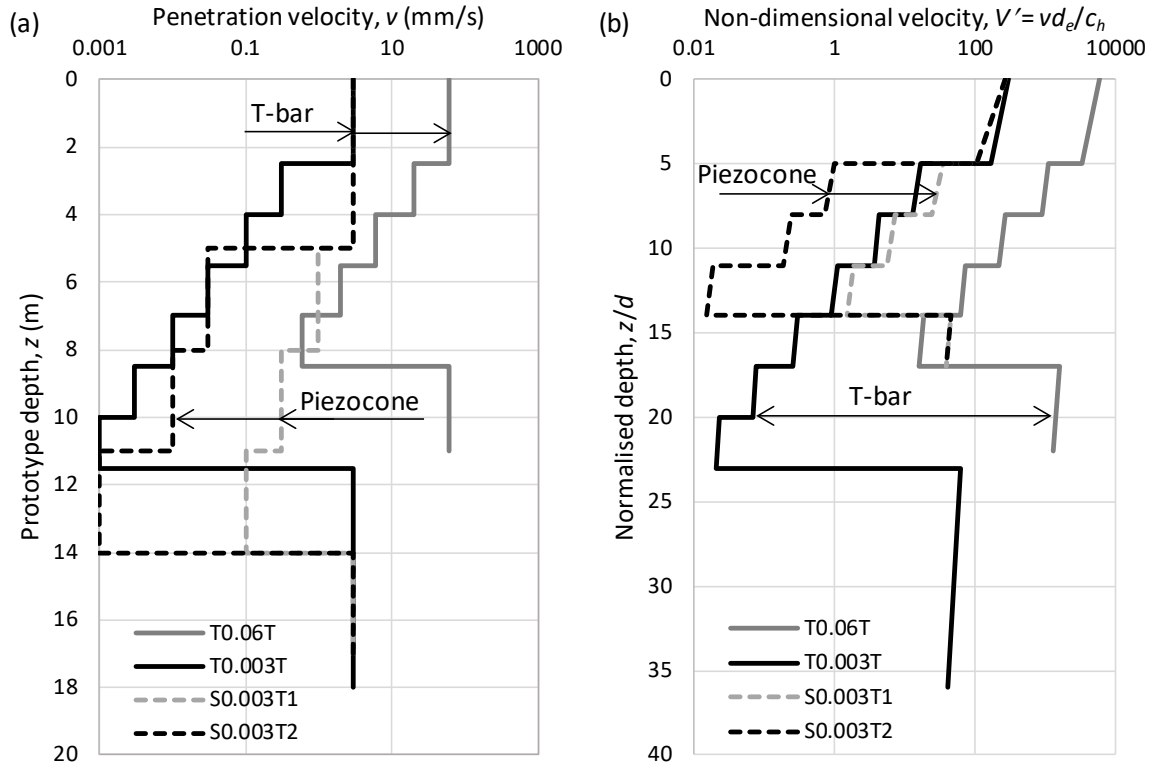 (a)
Penetration velocity, v (mm/s)
0.001 0.1 10 1000
Prototype depth, z (m)
0
2
4
6
8
10
12
14
16
18
20
T-bar
Piezocone
T0.06T
T0.003T
S0.003T1
S0.003T2
(b)
Non-dimensional velocity, V′= vde/ch
0.01 1 100 10000
Normalised depth, z/d
0
5
10
15
20
25
30
35
40
Piezocone
T-bar
T0.06T
T0.003T
S0.003T1
S0.003T2